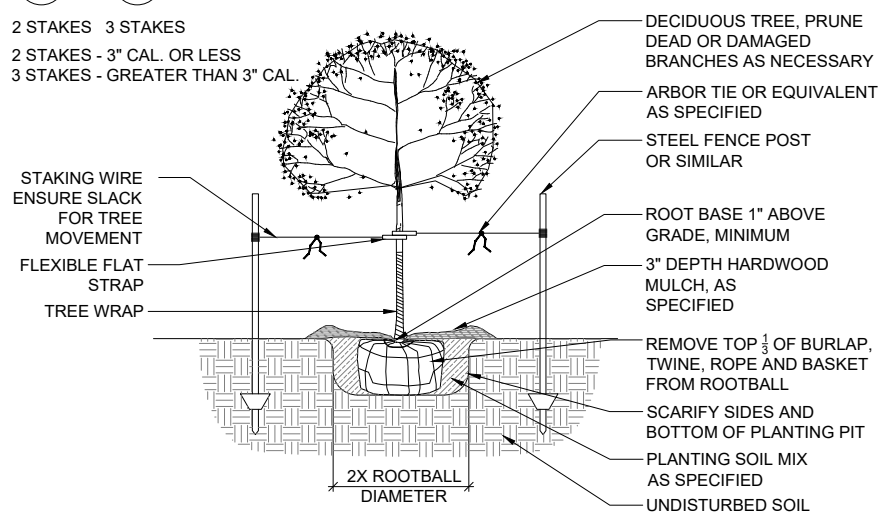 2 STAKES 3 STAKES
2 STAKES - 3" CAL. OR LESS
3 STAKES - GREATER THAN 3" CAL.
STAKING WIRE
ENSURE SLACK
FOR TREE
MOVEMENT
FLEXIBLE FLAT
STRAP
TREE WRAP
2X ROOTBALL
DIAMETER
DECIDUOUS TREE, PRUNE
DEAD OR DAMAGED
BRANCHES AS NECESSARY
ARBOR TIE OR EQUIVALENT
AS SPECIFIED
STEEL FENCE POST
OR SIMILAR
ROOT BASE 1" ABOVE
GRADE, MINIMUM
3" DEPTH HARDWOOD
MULCH, AS
SPECIFIED
REMOVE TOP 1/3 OF BURLAP,
TWINE, ROPE AND BASKET
FROM ROOTBALL
SCARIFY SIDES AND
BOTTOM OF PLANTING PIT
PLANTING SOIL MIX
AS SPECIFIED
UNDISTURBED SOIL